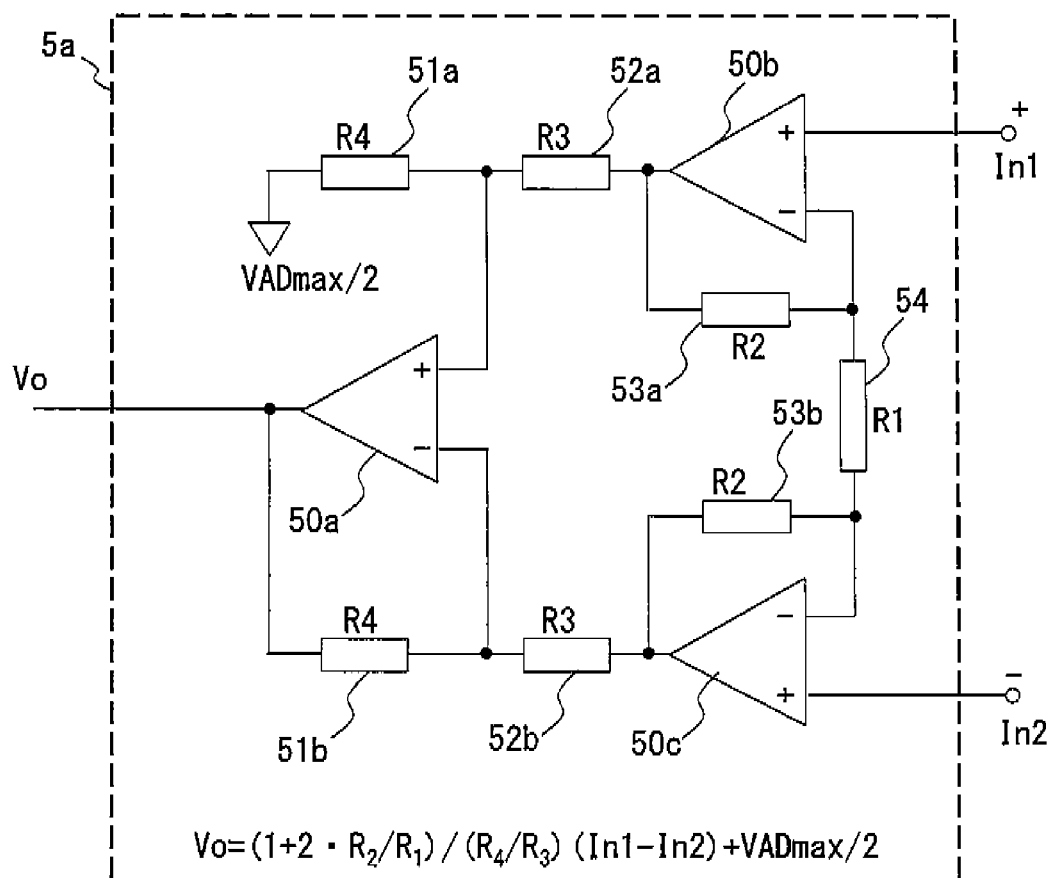 5a
51a
52a
50b
R4
R3
+
+
In1
−
VADmax/2
54
R2
53a
Vo
+
−
R1
53b
R2
50a
R4
R3
−
+
−
51b
52b
50c
In2
Vo=(1+2・R₂/R₁)/(R₄/R₃)(In1−In2)+VADmax/2